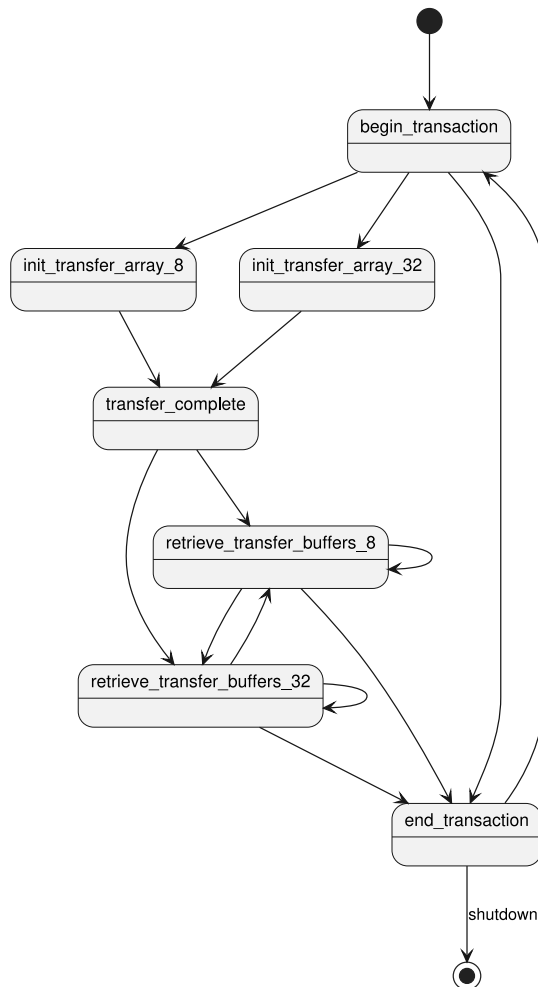 begin_transaction
init_transfer_array_8
init_transfer_array_32
transfer_complete
retrieve_transfer_buffers_8
retrieve_transfer_buffers_32
end_transaction
shutdown